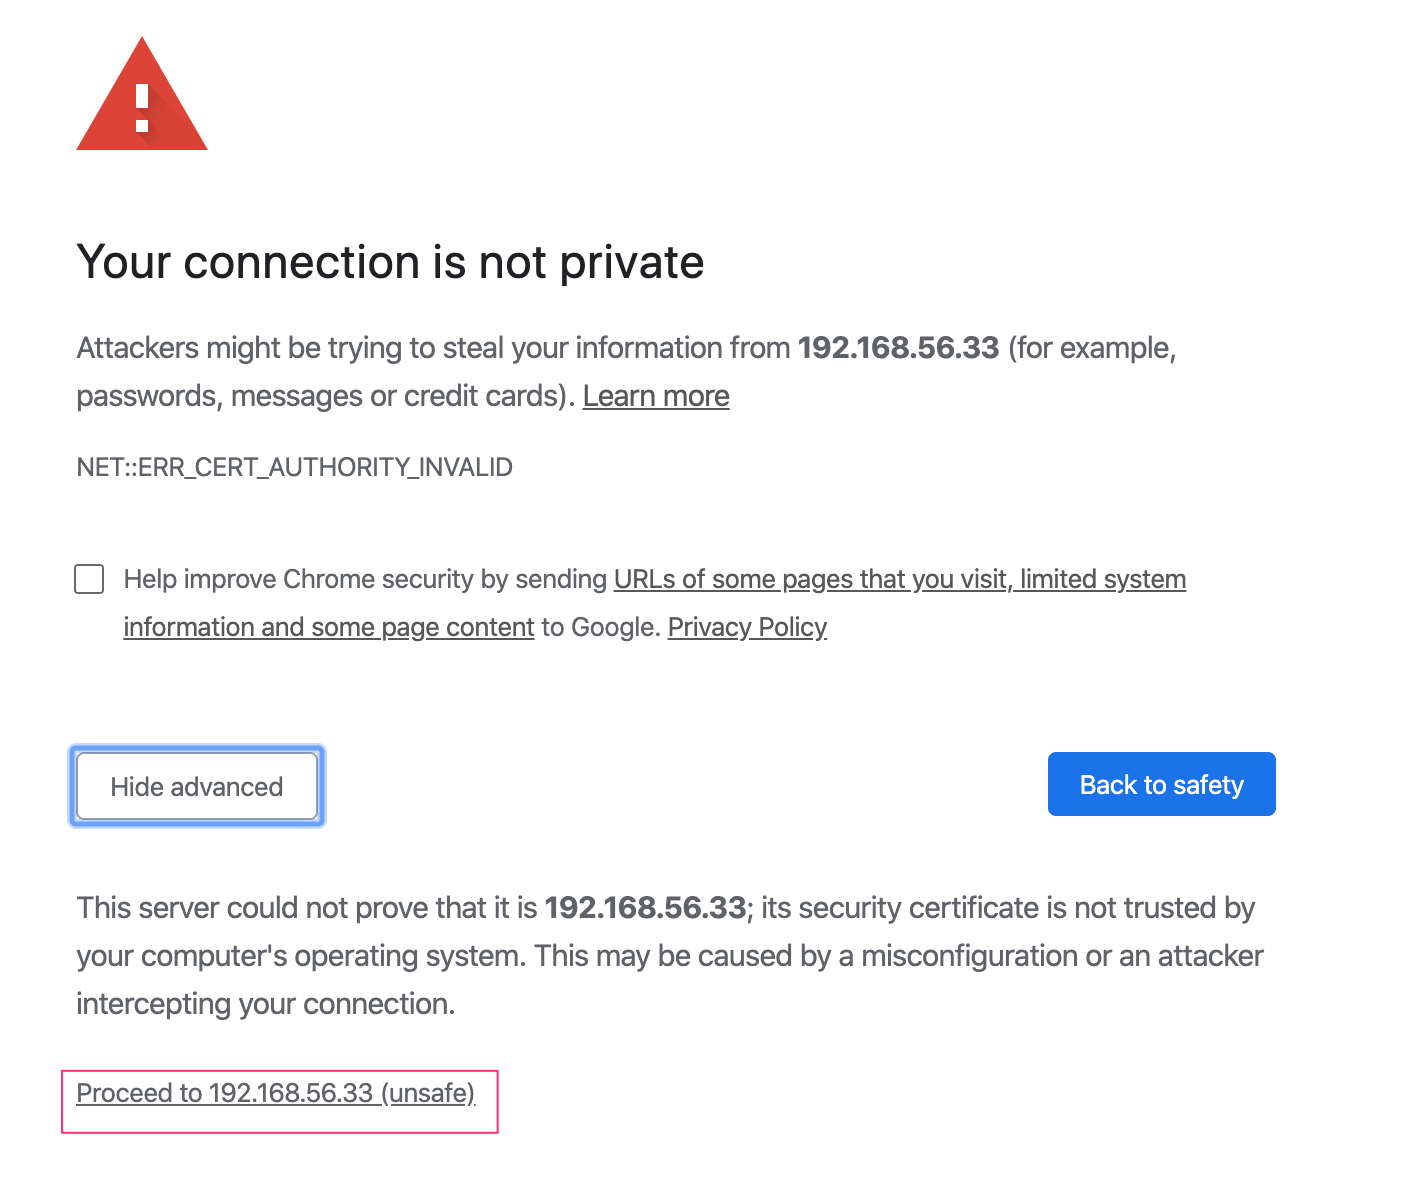 Your connection is not private
Attackers might be trying to steal your information from 192.168.56.33 (for example,
passwords, messages or credit cards). Learn more
NET::ERR_CERT_AUTHORITY_INVALID
Help improve Chrome security by sending URLs of some pages that you visit, limited system
information and some page content to Google. Privacy Policy
Hide advanced
Back to safety
This server could not prove that it is 192.168.56.33; its security certificate is not trusted by
your computer's operating system. This may be caused by a misconfiguration or an attacker
intercepting your connection.
Proceed to 192.168.56.33 (unsafe)